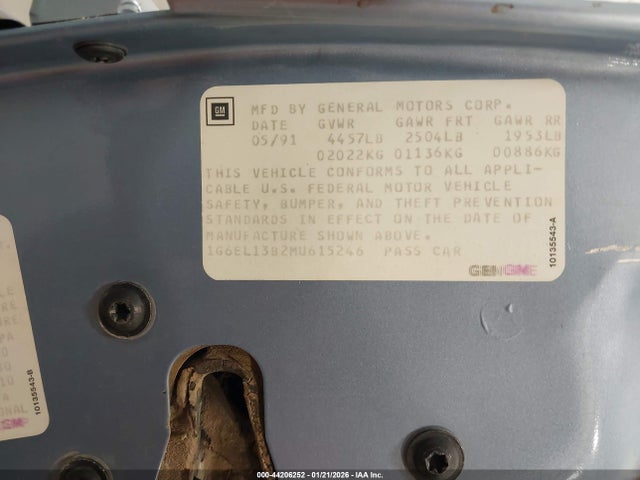 GM
MFD BY GENERAL MOTORS CORP.
DATE GVWR GAWR FRT GAWR RR
05/91 4457LB 2504LB 1953LB
02022KG 01136KG 00886KG
THIS VEHICLE CONFORMS TO ALL APPLI-
CABLE U.S. FEDERAL MOTOR VEHICLE
SAFETY, BUMPER, AND THEFT PREVENTION
STANDARDS IN EFFECT ON THE DATE OF
MANUFACTURE SHOWN ABOVE.
1G6EL13B2MU615246 PASS CAR
10135543-A
10135543-B
000-44206252 - 01/21/2026 - IAA Inc.